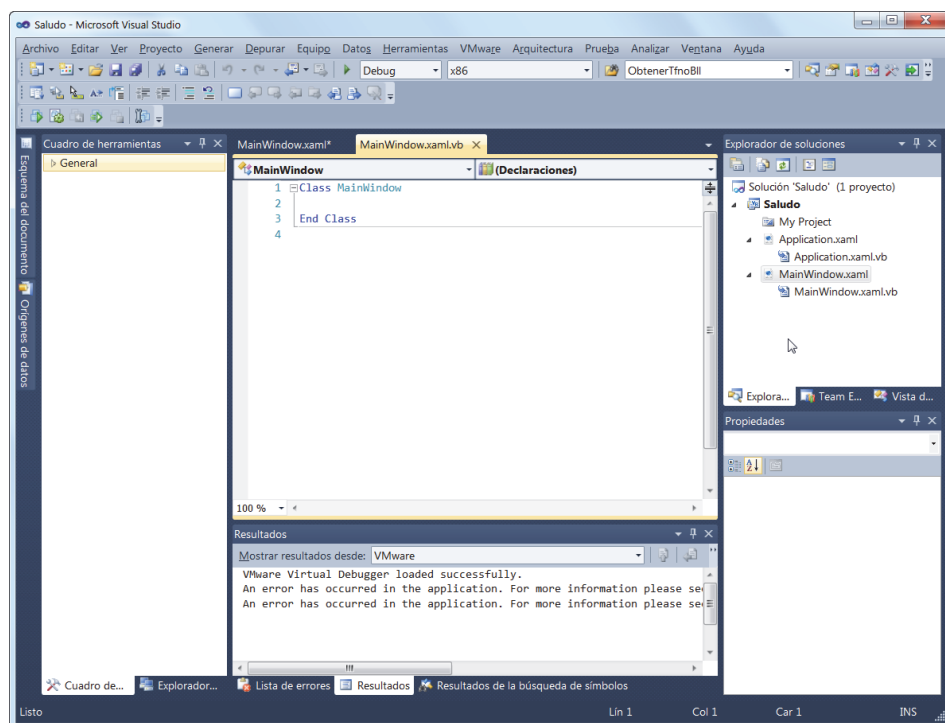 Saludo - Microsoft Visual Studio
Archivo Editar Ver Proyecto Generar Depurar Equipo Datos Herramientas VMware Arquitectura Prueba Analizar Ventana Ayuda
Debug x86 ObtenerTfnoBll
Esquema del documento
Orígenes de datos
Cuadro de herramientas
General
MainWindow.xaml* MainWindow.xaml.vb
MainWindow (Declaraciones)
1 Class MainWindow
2
3 End Class
4
100 %
Explorador de soluciones
Solución 'Saludo' (1 proyecto)
Saludo
My Project
Application.xaml
Application.xaml.vb
MainWindow.xaml
MainWindow.xaml.vb
Explora... Team E... Vista d...
Propiedades
Resultados
Mostrar resultados desde: VMware
VMware Virtual Debugger loaded successfully.
An error has occurred in the application. For more information please see
An error has occurred in the application. For more information please see
Cuadro de... Explorador... Lista de errores Resultados Resultados de la búsqueda de símbolos
Listo Lín 1 Col 1 Car 1 INS